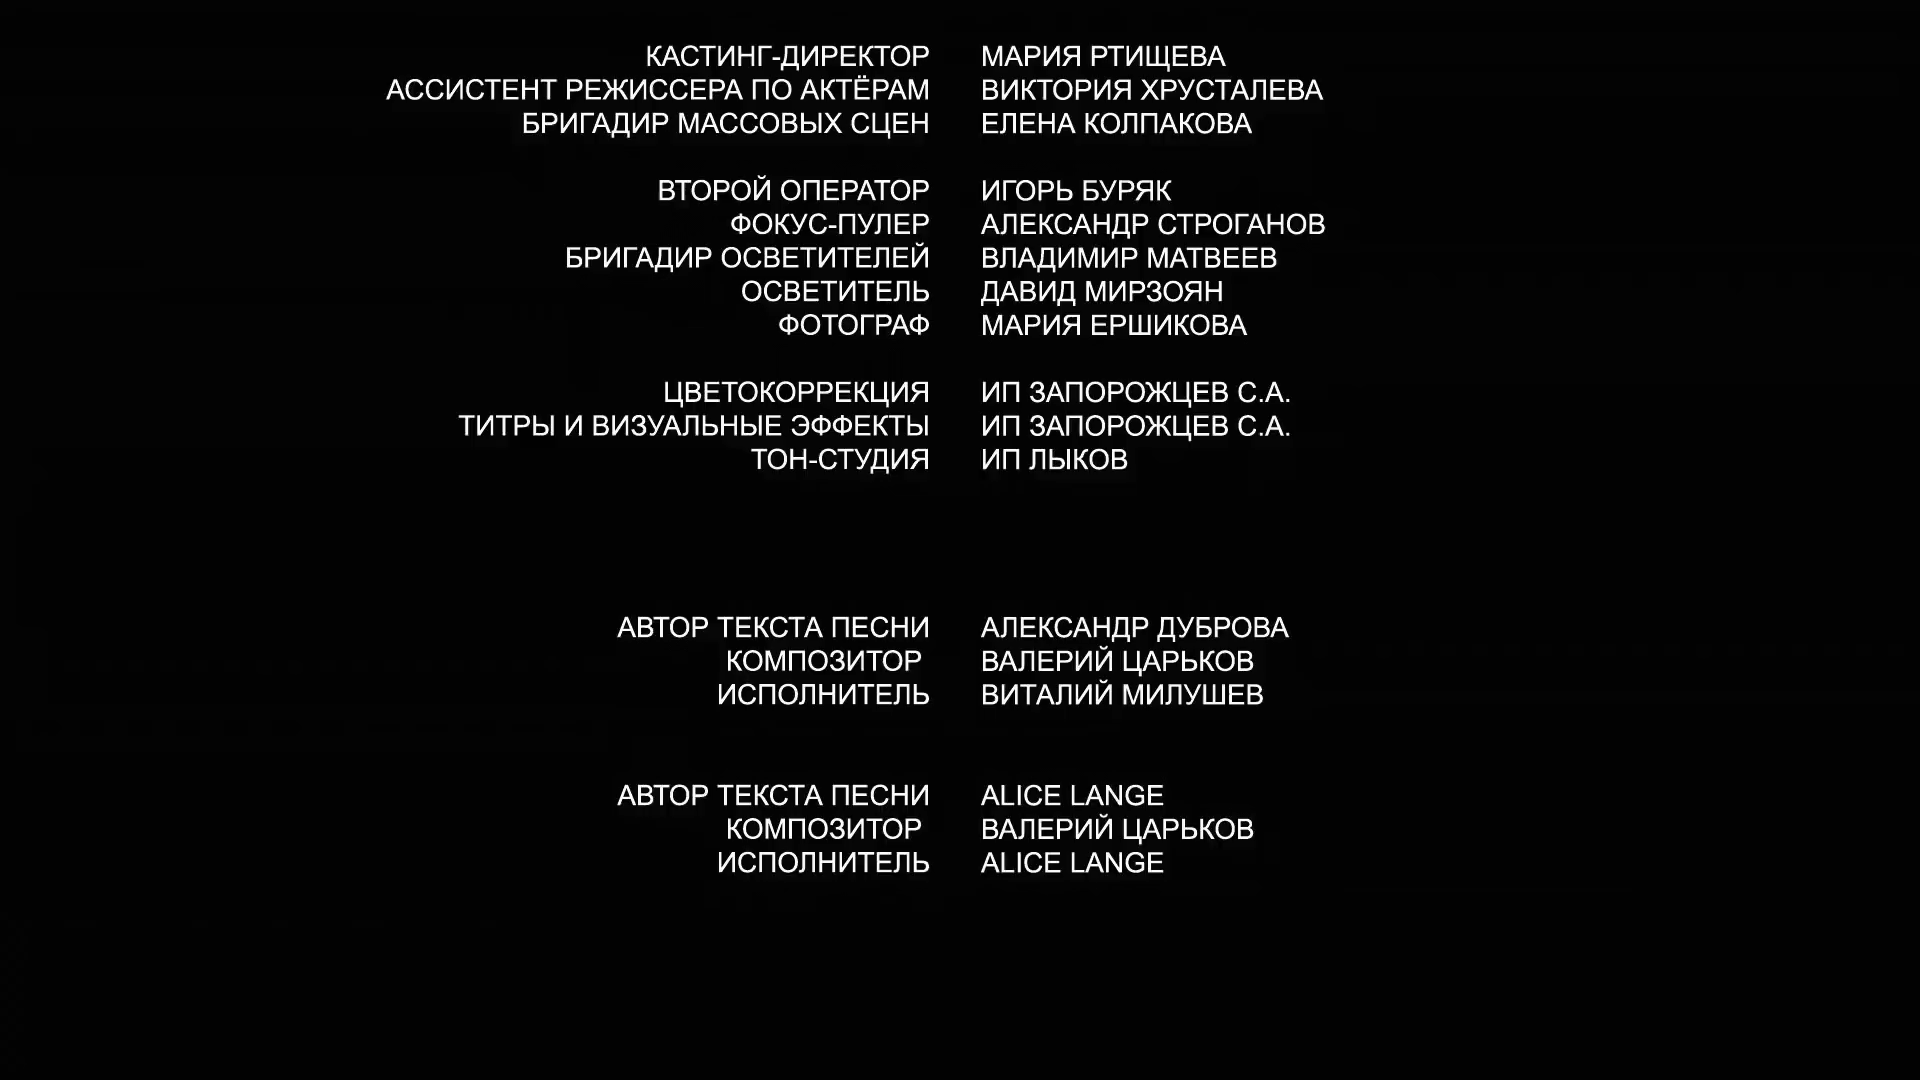 КАСТИНГ-ДИРЕКТОР МАРИЯ РТИЩЕВА
АССИСТЕНТ РЕЖИССЕРА ПО АКТЁРАМ ВИКТОРИЯ ХРУСТАЛЕВА
БРИГАДИР МАССОВЫХ СЦЕН ЕЛЕНА КОЛПАКОВА
ВТОРОЙ ОПЕРАТОР ИГОРЬ БУРЯК
ФОКУС-ПУЛЕР АЛЕКСАНДР СТРОГАНОВ
БРИГАДИР ОСВЕТИТЕЛЕЙ ВЛАДИМИР МАТВЕЕВ
ОСВЕТИТЕЛЬ ДАВИД МИРЗОЯН
ФОТОГРАФ МАРИЯ ЕРШИКОВА
ЦВЕТОКОРРЕКЦИЯ ИП ЗАПОРОЖЦЕВ С.А.
ТИТРЫ И ВИЗУАЛЬНЫЕ ЭФФЕКТЫ ИП ЗАПОРОЖЦЕВ С.А.
ТОН-СТУДИЯ ИП ЛЫКОВ
АВТОР ТЕКСТА ПЕСНИ АЛЕКСАНДР ДУБРОВА
КОМПОЗИТОР ВАЛЕРИЙ ЦАРЬКОВ
ИСПОЛНИТЕЛЬ ВИТАЛИЙ МИЛУШЕВ
АВТОР ТЕКСТА ПЕСНИ ALICE LANGE
КОМПОЗИТОР ВАЛЕРИЙ ЦАРЬКОВ
ИСПОЛНИТЕЛЬ ALICE LANGE